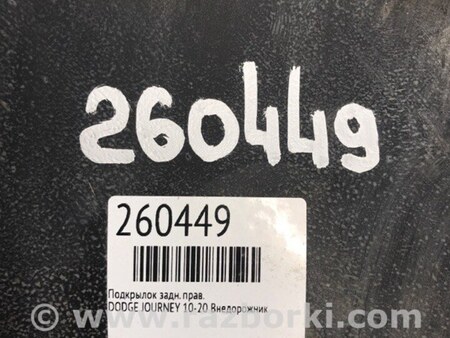 260449
260449
Подкрылок задн. прав.
DODGE JOURNEY 10-20 Внедорожник
© www.razborki.com